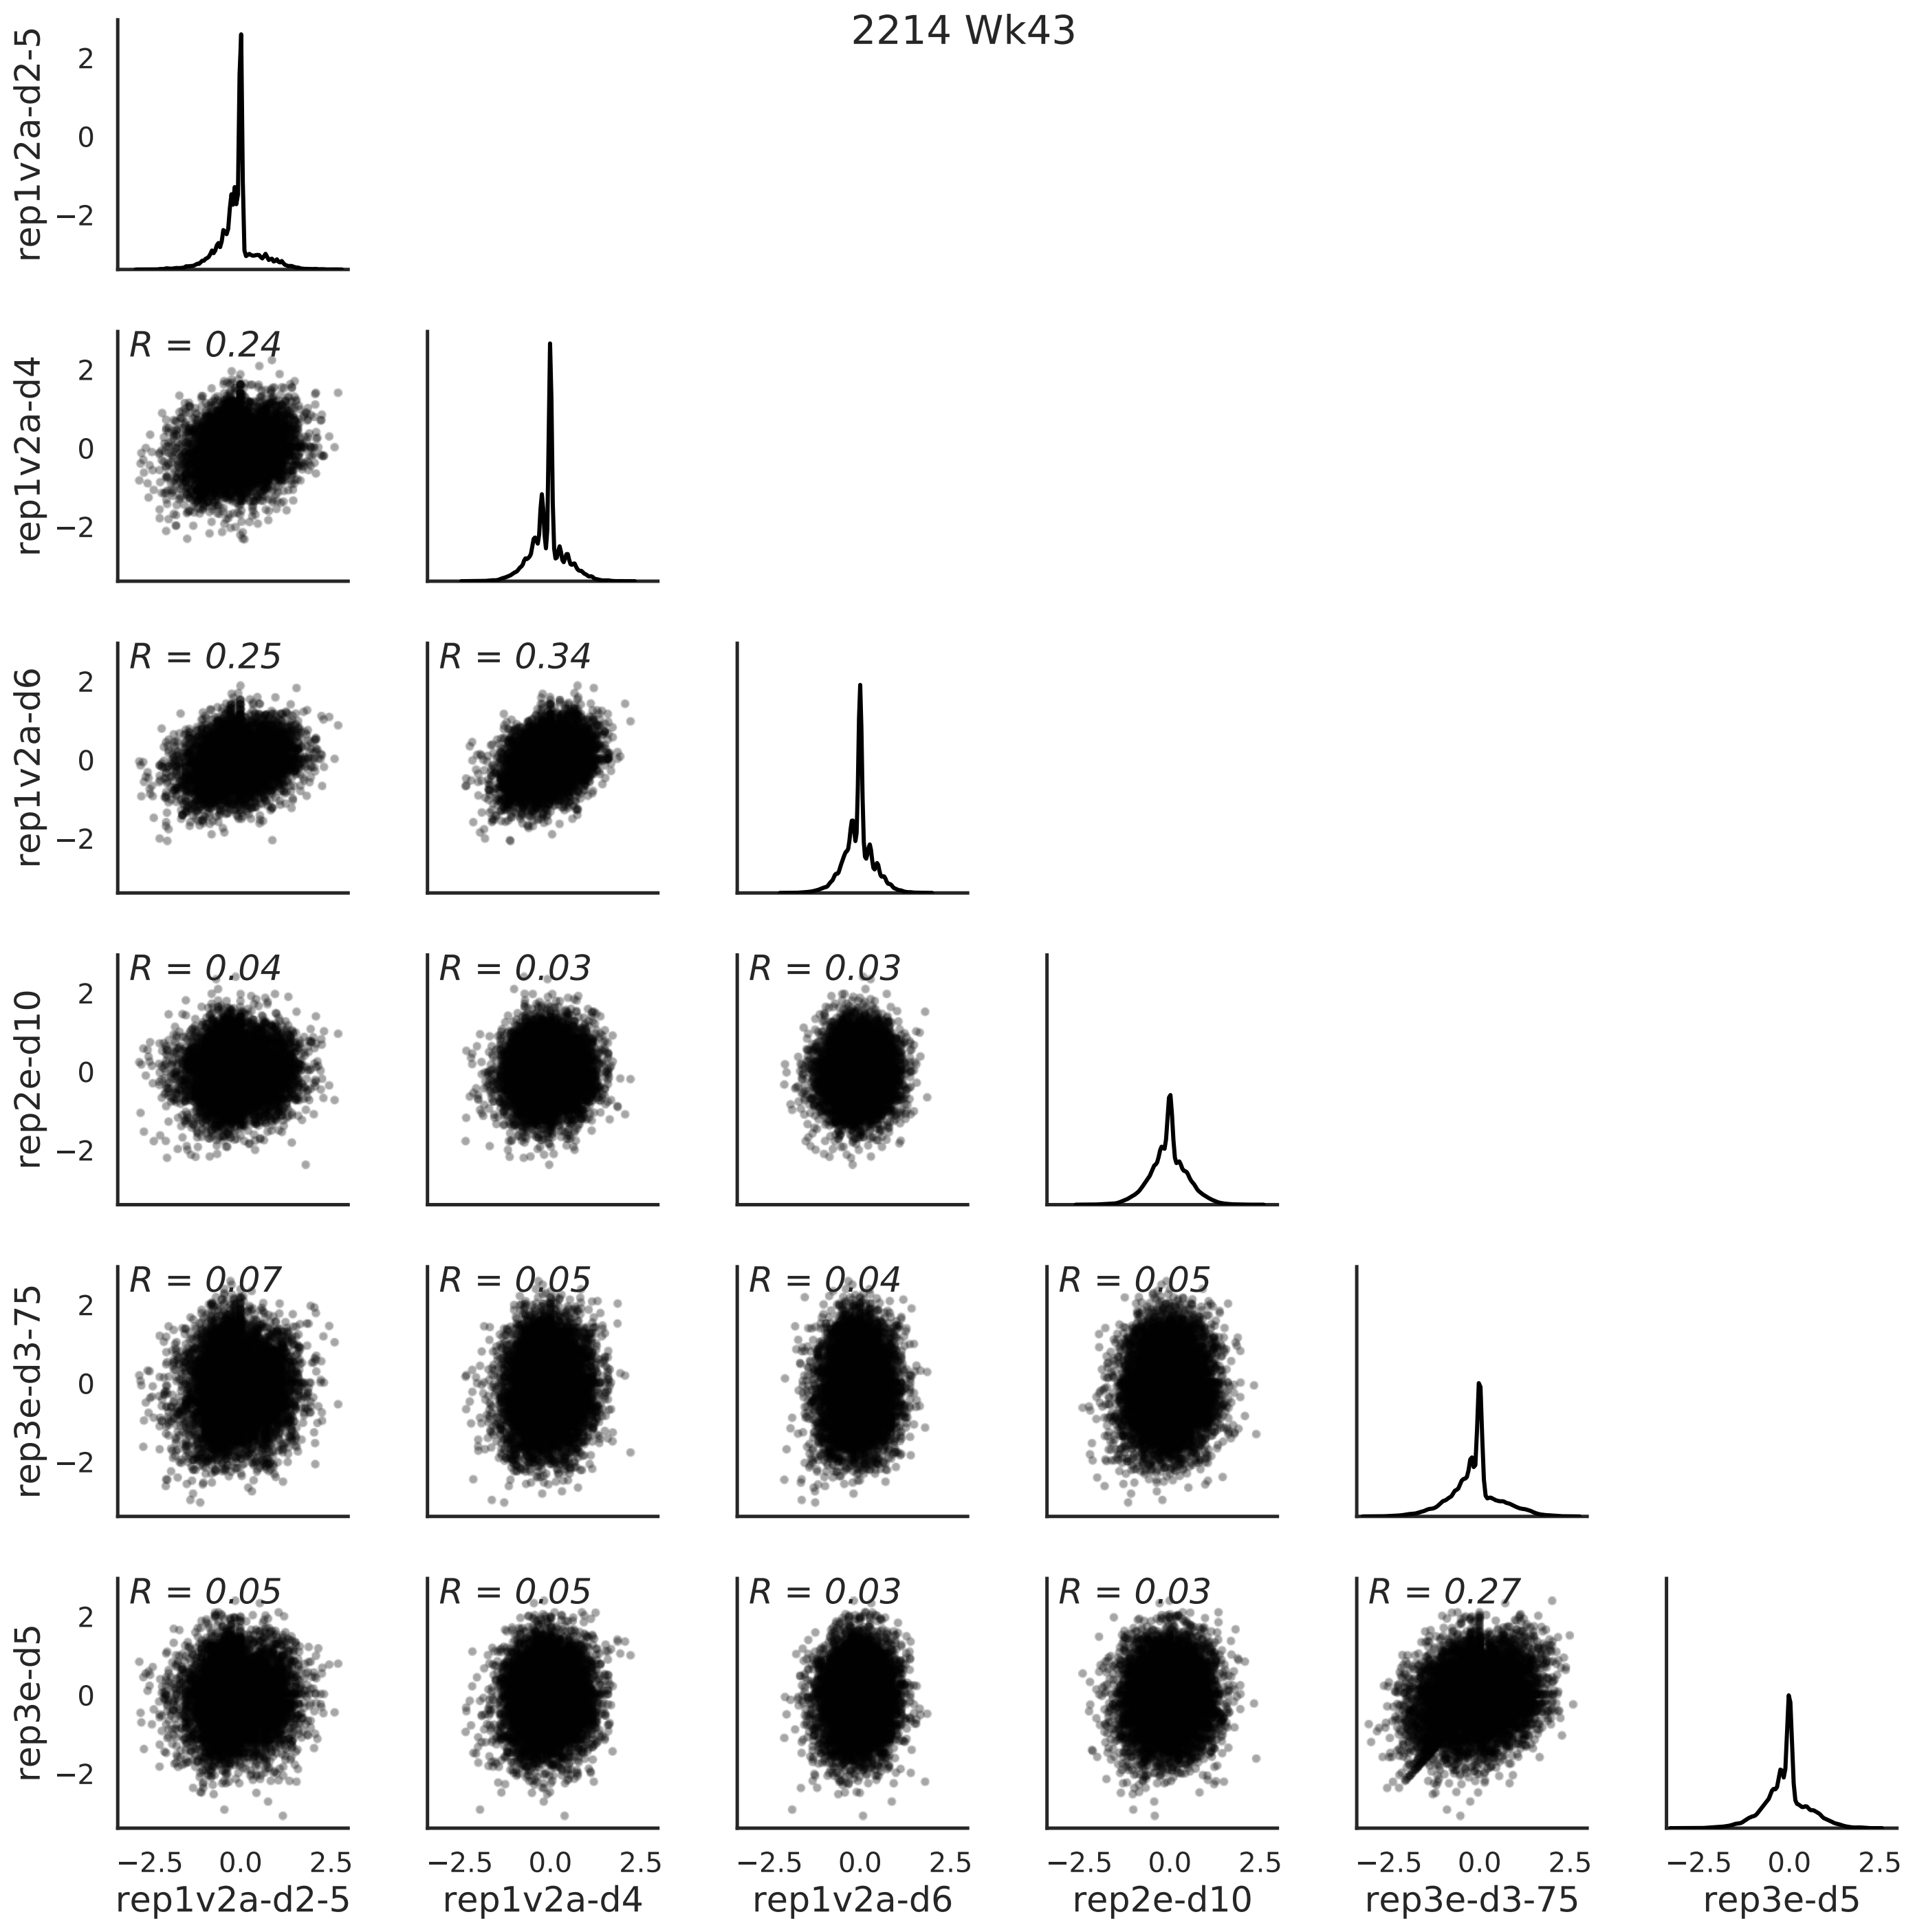 2214 Wk43
rep1v2a-d2-5
2
0
−2
rep1v2a-d4
2
0
−2
R = 0.24
rep1v2a-d6
2
0
−2
R = 0.25
R = 0.34
rep2e-d10
2
0
−2
R = 0.04
R = 0.03
R = 0.03
rep3e-d3-75
2
0
−2
R = 0.07
R = 0.05
R = 0.04
R = 0.05
rep3e-d5
2
0
−2
R = 0.05
R = 0.05
R = 0.03
R = 0.03
R = 0.27
−2.5 0.0 2.5 −2.5 0.0 2.5 −2.5 0.0 2.5 −2.5 0.0 2.5 −2.5 0.0 2.5 −2.5 0.0 2.5
rep1v2a-d2-5 rep1v2a-d4 rep1v2a-d6 rep2e-d10 rep3e-d3-75 rep3e-d5